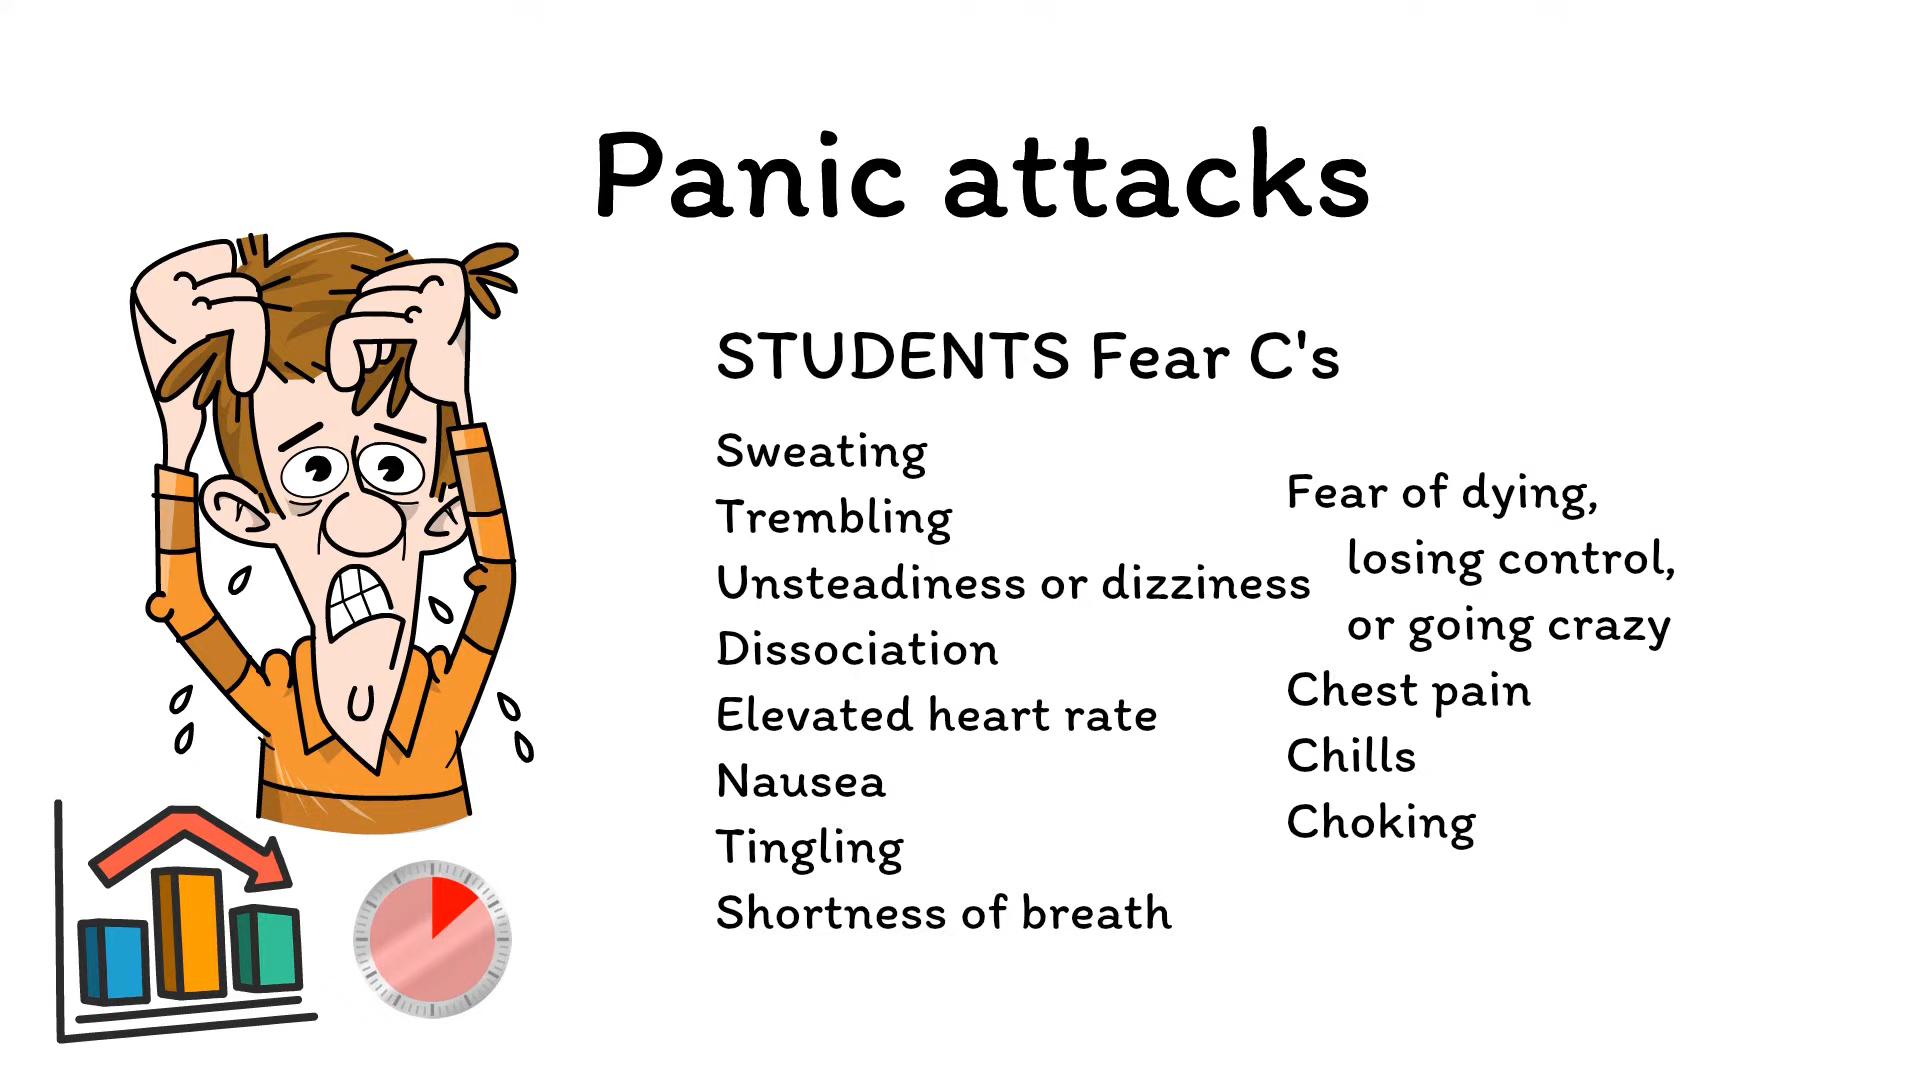 Panic attacks
STUDENTS Fear C's
Sweating
Trembling
Unsteadiness or dizziness
Dissociation
Elevated heart rate
Nausea
Tingling
Shortness of breath
Fear of dying,
losing control,
or going crazy
Chest pain
Chills
Choking